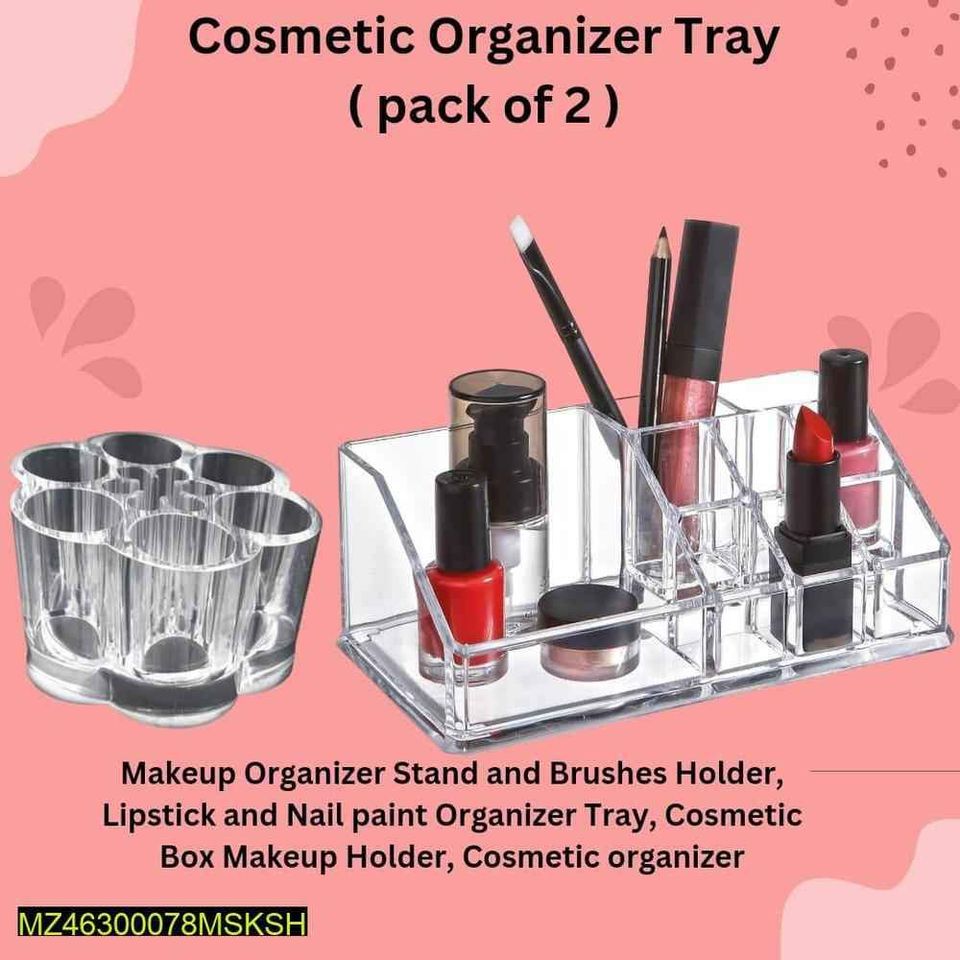 Cosmetic Organizer Tray
( pack of 2 )
Makeup Organizer Stand and Brushes Holder,
Lipstick and Nail paint Organizer Tray, Cosmetic
Box Makeup Holder, Cosmetic organizer
MZ46300078MSKSH